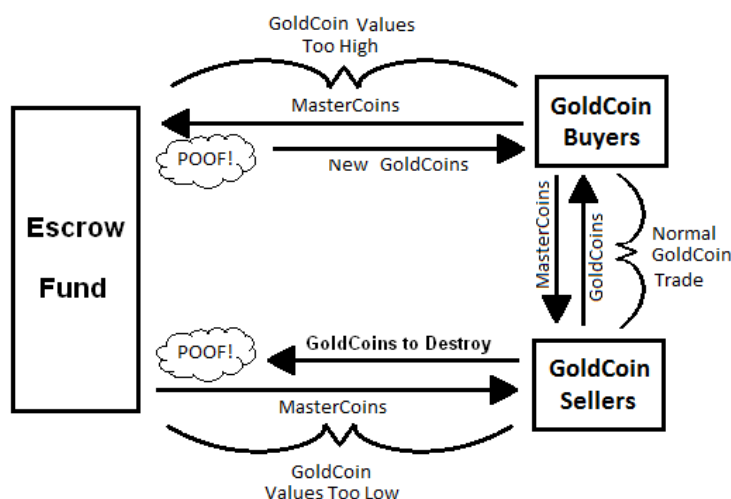 GoldCoin Values
Too High
MasterCoins
GoldCoin
Buyers
POOF!
New GoldCoins
Escrow
Fund
MasterCoins
GoldCoins
Normal
GoldCoin
Trade
POOF!
GoldCoins to Destroy
GoldCoin
Sellers
MasterCoins
GoldCoin
Values Too Low